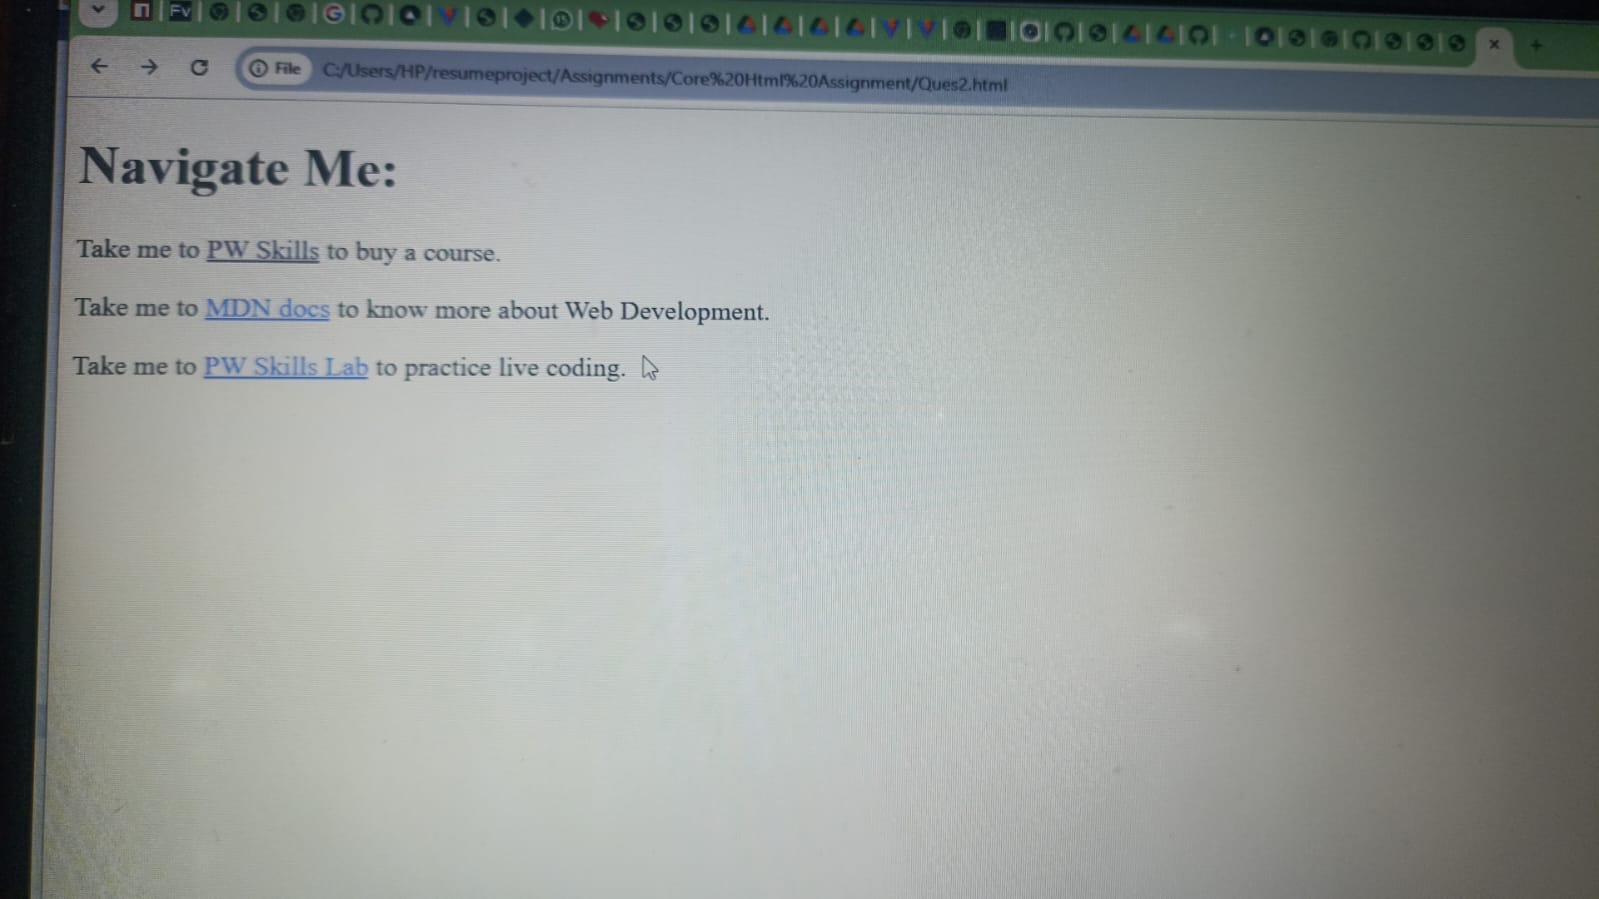 Fv
File C:/Users/HP/resumeproject/Assignments/Core%20Html%20Assignment/Ques2.html
Navigate Me:
Take me to PW Skills to buy a course.
Take me to MDN docs to know more about Web Development.
Take me to PW Skills Lab to practice live coding.